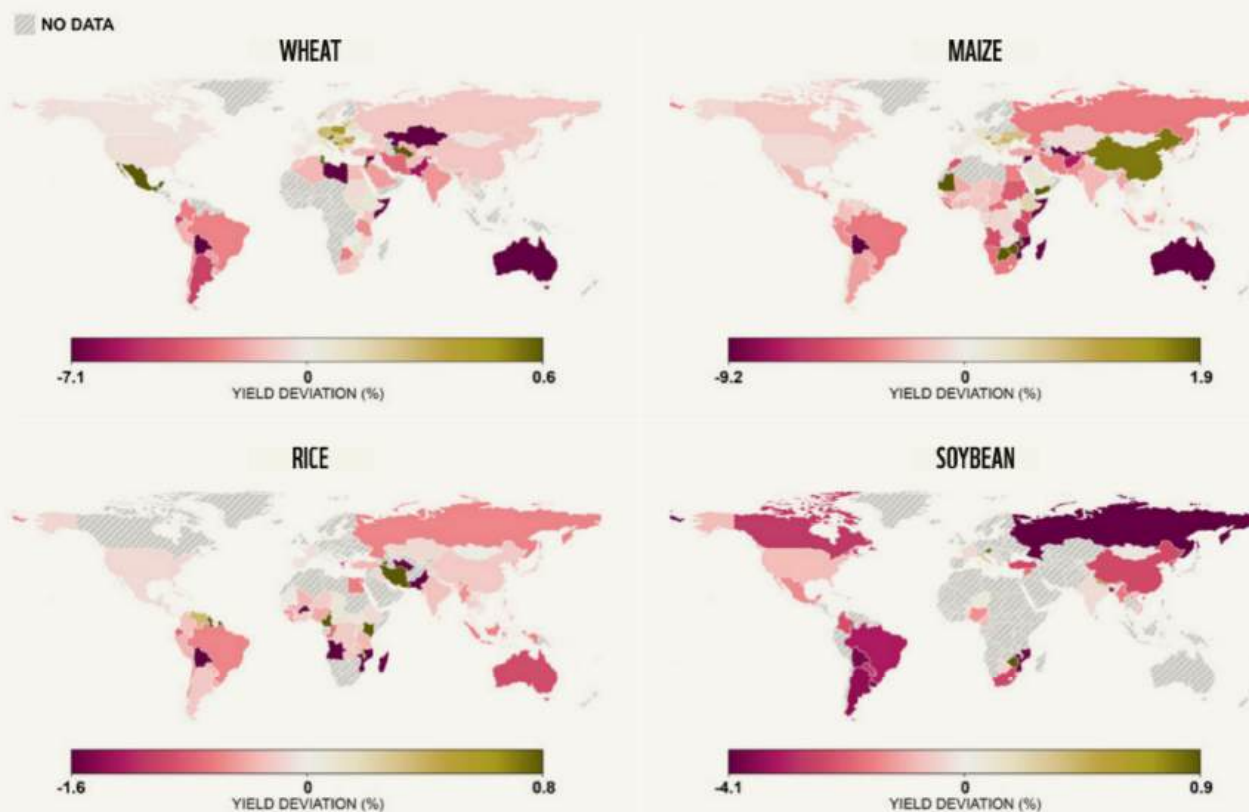 NO DATA
WHEAT
-7.1 0 0.6
YIELD DEVIATION (%)
MAIZE
-9.2 0 1.9
YIELD DEVIATION (%)
RICE
-1.6 0 0.8
YIELD DEVIATION (%)
SOYBEAN
-4.1 0 0.9
YIELD DEVIATION (%)